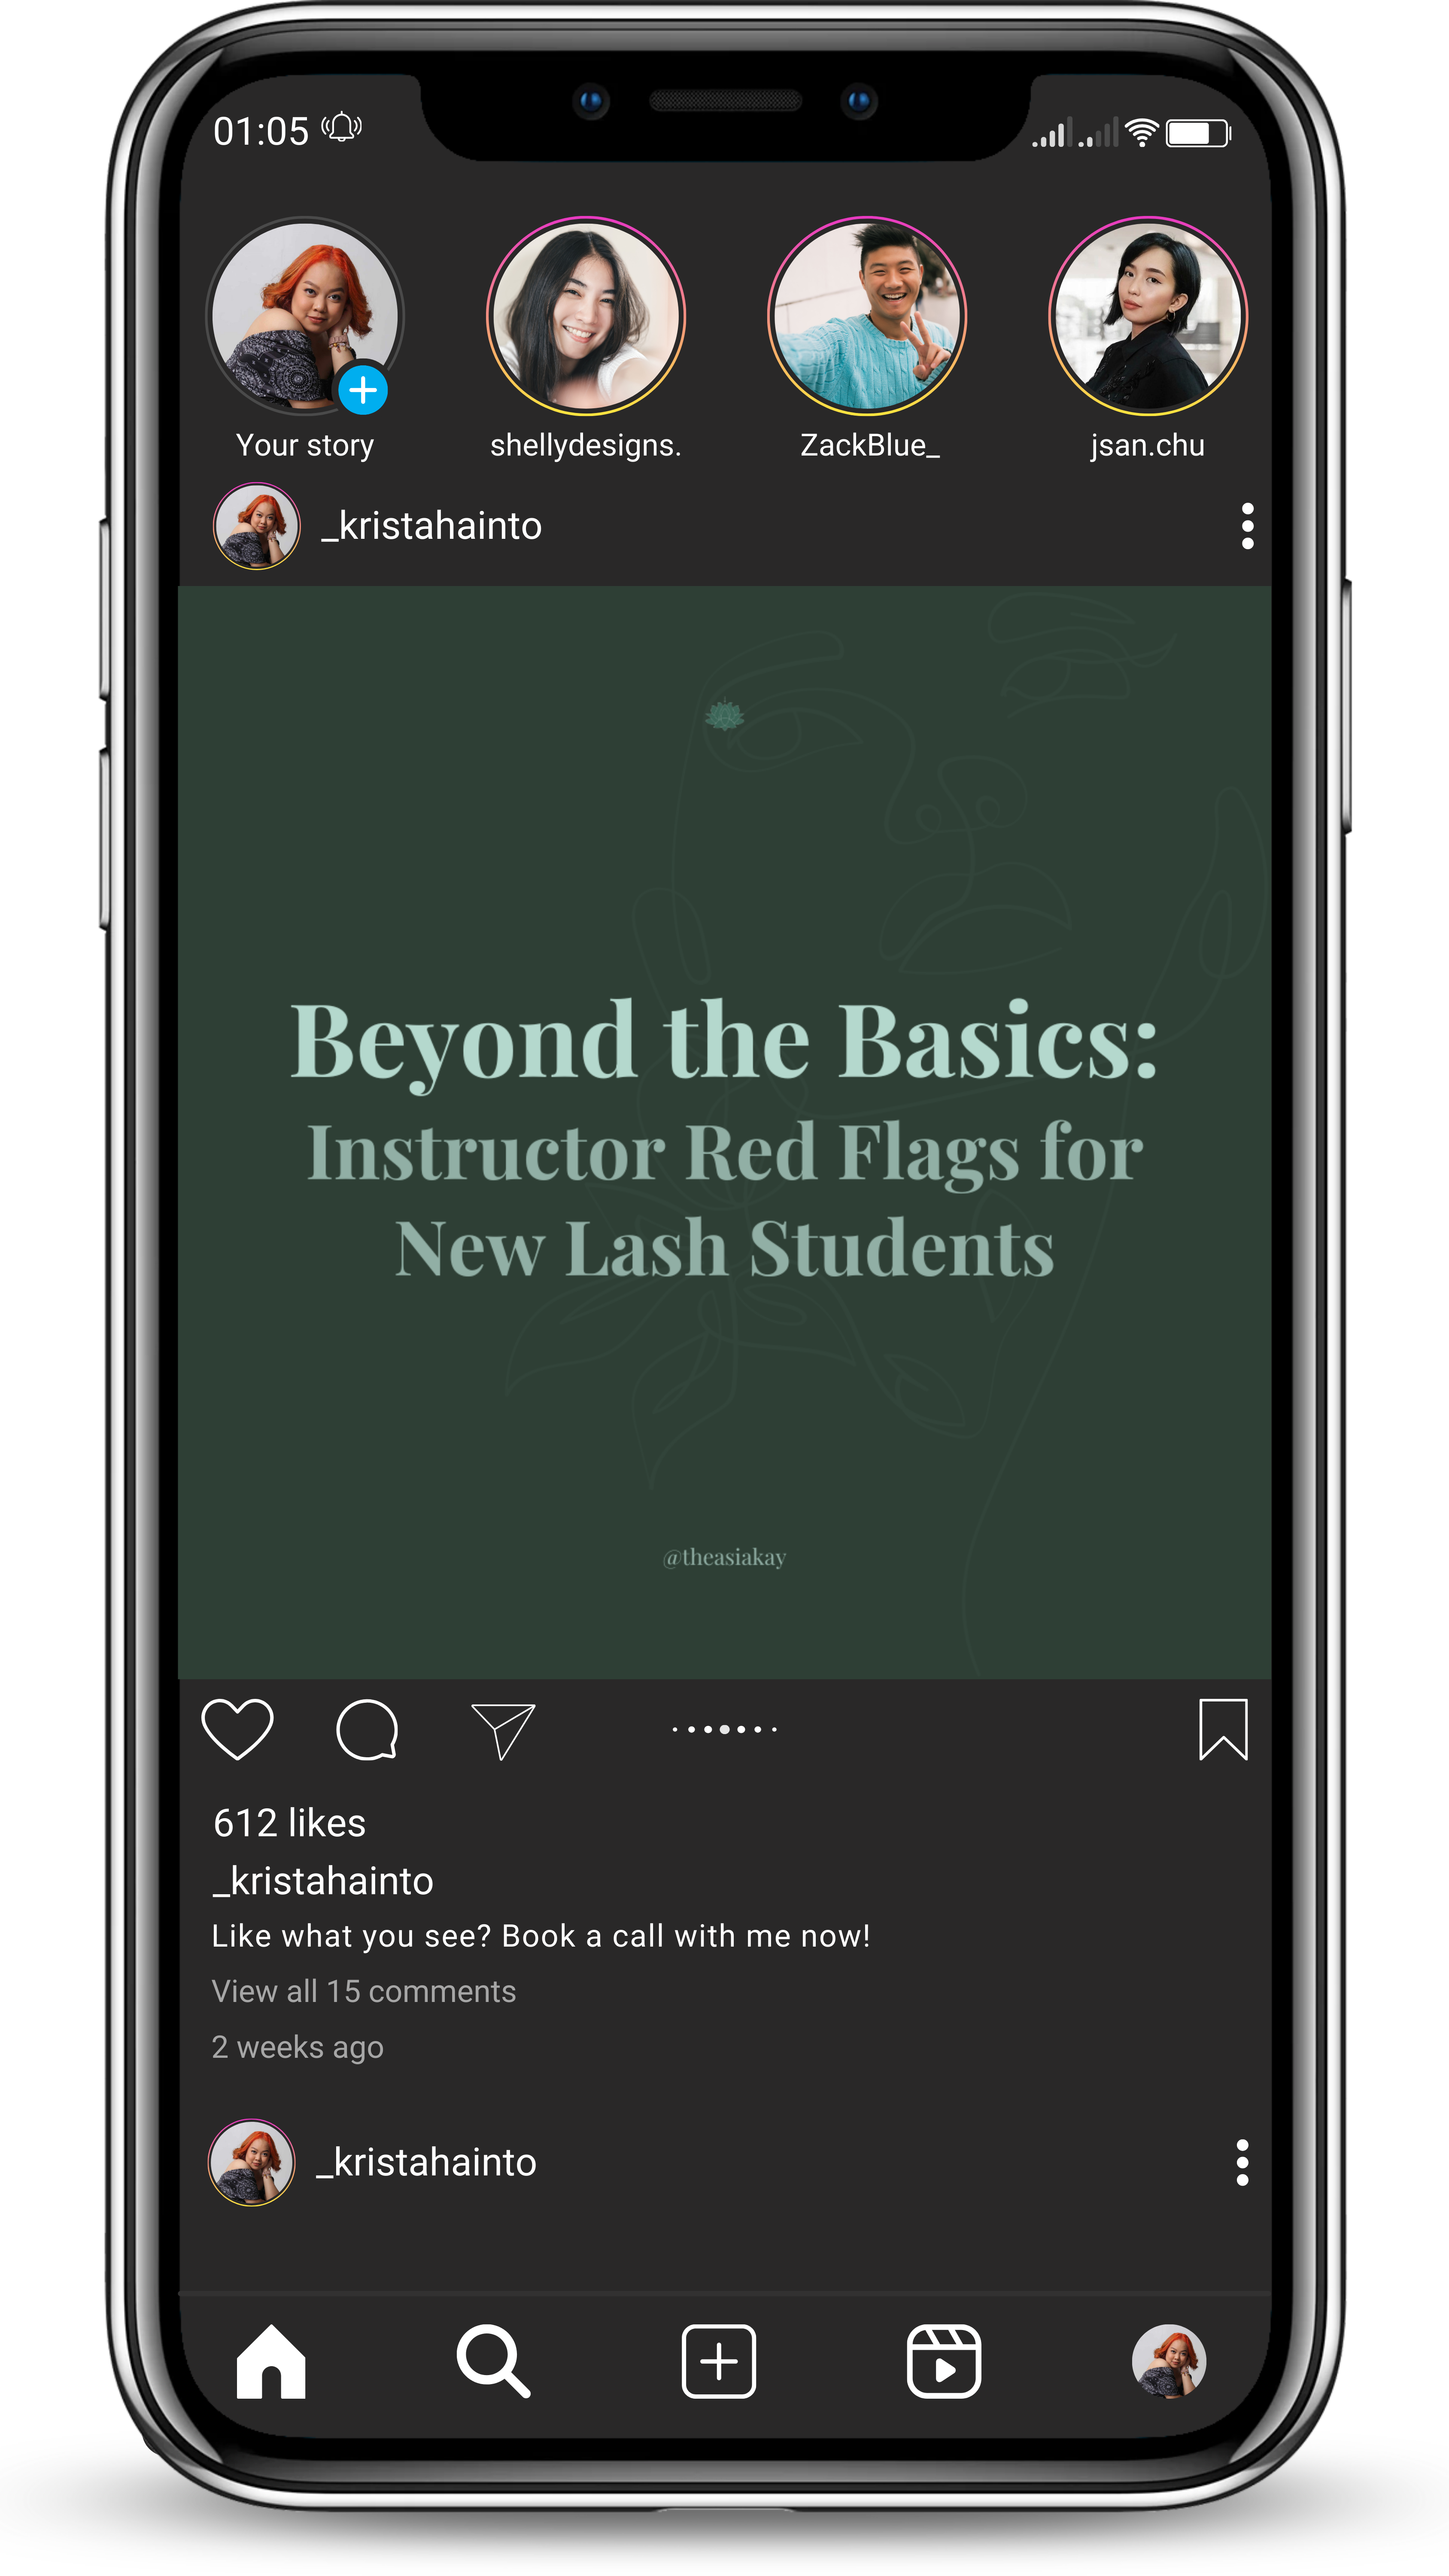 01:05
Your story
shellydesigns.
ZackBlue_
jsan.chu
_kristahainto
Beyond the Basics:
Instructor Red Flags for
New Lash Students
@theasiakay
612 likes
_kristahainto
Like what you see? Book a call with me now!
View all 15 comments
2 weeks ago
_kristahainto